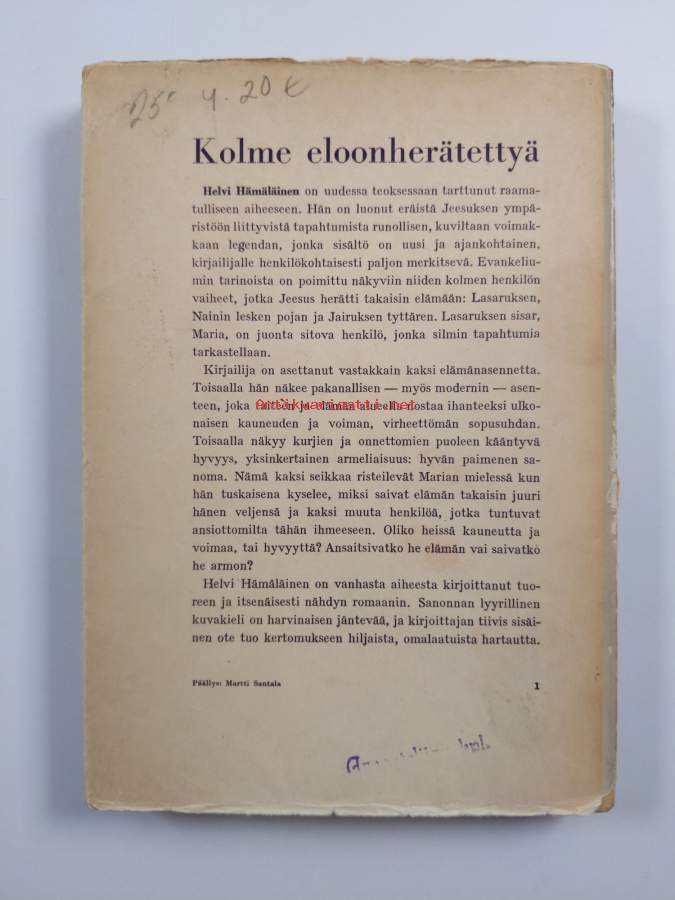 25 4.20 €
Kolme eloonherätettyä
Helvi Hämäläinen on uudessa teoksessaan tarttunut raama-
tulliseen aiheeseen. Hän on luonut eräistä Jeesuksen ympä-
ristöön liittyvistä tapahtumista runollisen, kuviltaan voimak-
kaan legendan, jonka sisältö on uusi ja ajankohtainen,
kirjailijalle henkilökohtaisesti paljon merkitsevä. Evankeliu-
min tarinoista on poimittu näkyviin niiden kolmen henkilön
vaiheet, jotka Jeesus herätti takaisin elämään: Lasaruksen,
Nainin lesken pojan ja Jairuksen tyttären. Lasaruksen sisar,
Maria, on juonta sitova henkilö, jonka silmin tapahtumia
tarkastellaan.
Kirjailija on asettanut vastakkain kaksi elämänasennetta.
Toisaalla hän näkee pakanallisen — myös modernin — asen-
teen, joka taiteen ja elämän alueella nostaa ihanteeksi ulko-
antikvariaatti.net
naisen kauneuden ja voiman, virheettömän sopusuhdan.
Toisaalla näkyy kurjien ja onnettomien puoleen kääntyvä
hyvyys, yksinkertainen armeliaisuus: hyvän paimenen sa-
noma. Nämä kaksi seikkaa risteilevät Marian mielessä kun
hän tuskaisena kyselee, miksi saivat elämän takaisin juuri
hänen veljensä ja kaksi muuta henkilöä, jotka tuntuvat
ansiottomilta tähän ihmeeseen. Oliko heissä kauneutta ja
voimaa, tai hyvyyttä? Ansaitsivatko he elämän vai saivatko
he armon?
Helvi Hämäläinen on vanhasta aiheesta kirjoittanut tuo-
reen ja itsenäisesti nähdyn romaanin. Sanonnan lyyrillinen
kuvakieli on harvinaisen jäntevää, ja kirjoittajan tiivis sisäi-
nen ote tuo kertomukseen hiljaista, omalaatuista hartautta.
Päällys: Martti Santala
1